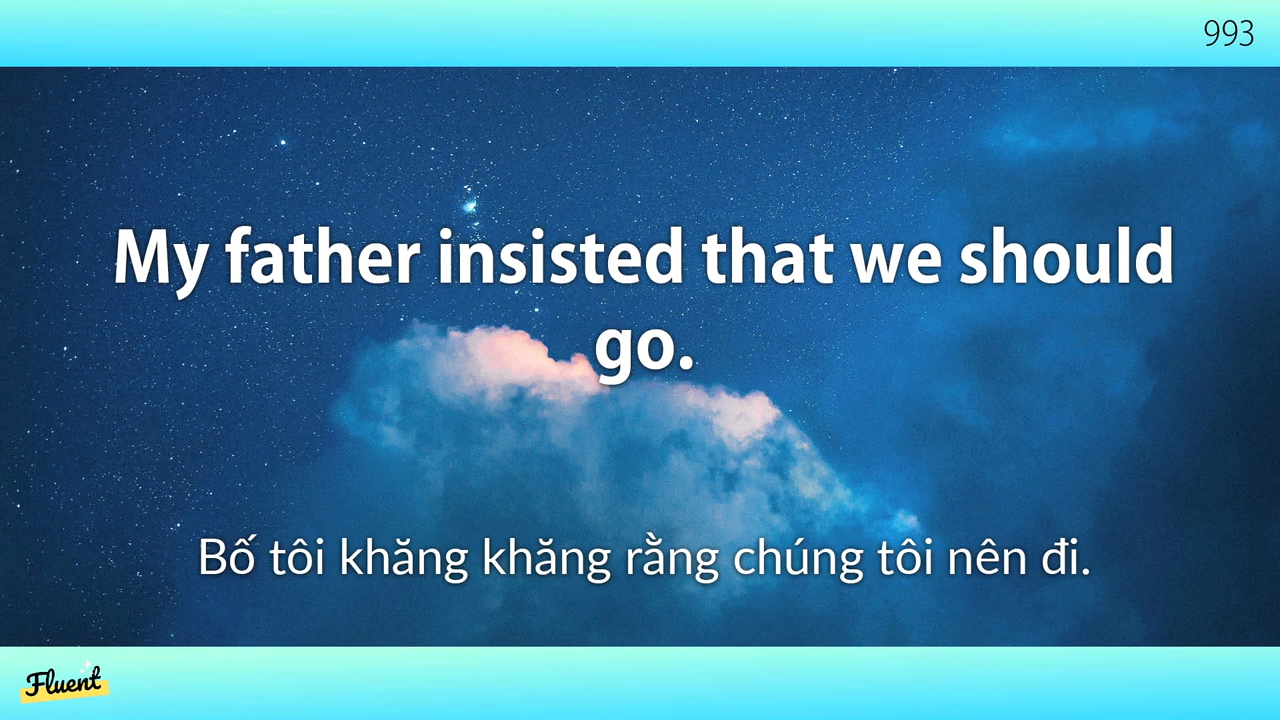 993
My father insisted that we should
go.
Bố tôi khăng khăng rằng chúng tôi nên đi.
Fluent